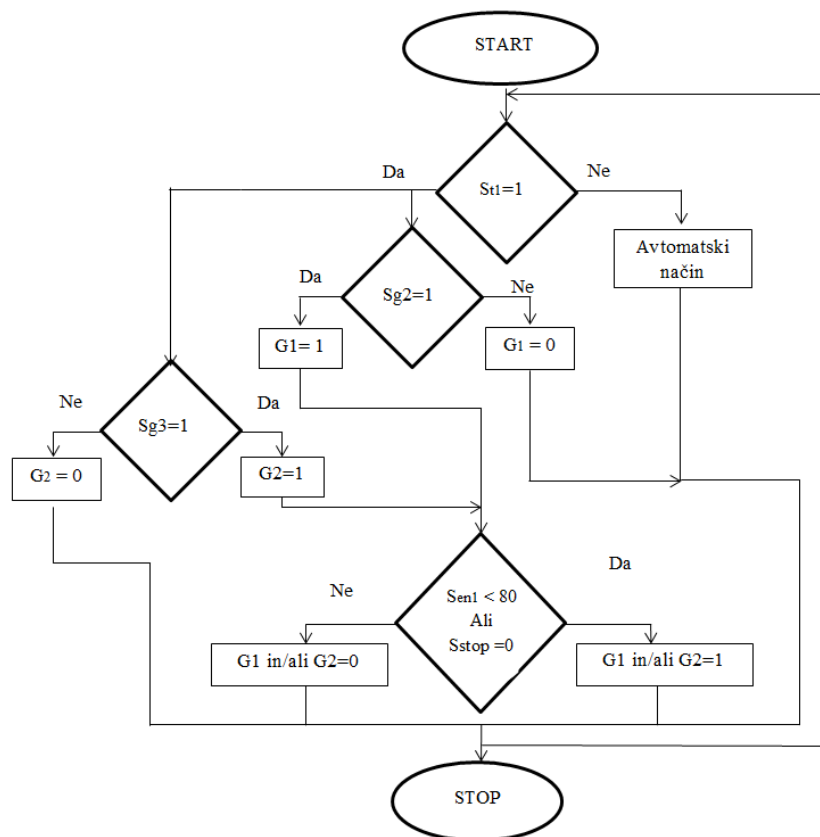 START
Da
Ne
St1=1
Avtomatski
način
Da
Ne
Sg2=1
G1= 1
G1 = 0
Ne
Da
Sg3=1
G2 = 0
G2=1
Ne
Da
Sen1 < 80
Ali
Sstop =0
G1 in/ali G2=0
G1 in/ali G2=1
STOP